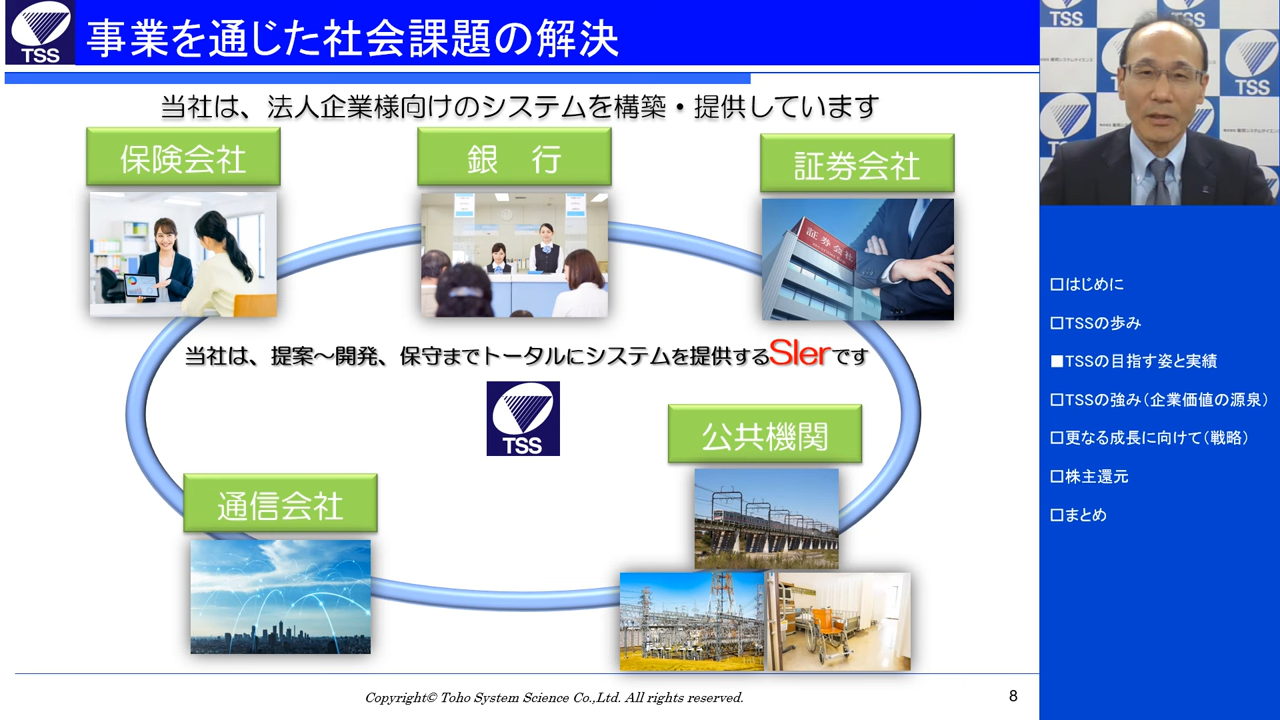 TSS
事業を通じた社会課題の解決
当社は、法人企業様向けのシステムを構築・提供しています
保険会社
銀　行
証券会社
証券会社
当社は、提案～開発、保守までトータルにシステムを提供するSIerです
TSS
公共機関
通信会社
Copyright© Toho System Science Co.,Ltd. All rights reserved.
8
TSS
TSS
TSS
TSS
□はじめに
□TSSの歩み
■TSSの目指す姿と実績
□TSSの強み（企業価値の源泉）
□更なる成長に向けて（戦略）
□株主還元
□まとめ